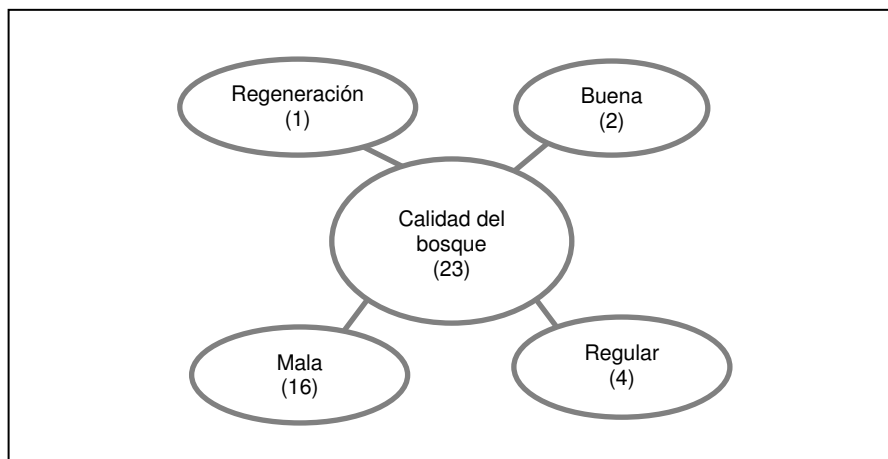 Regeneración
(1)
Buena
(2)
Calidad del
bosque
(23)
Mala
(16)
Regular
(4)